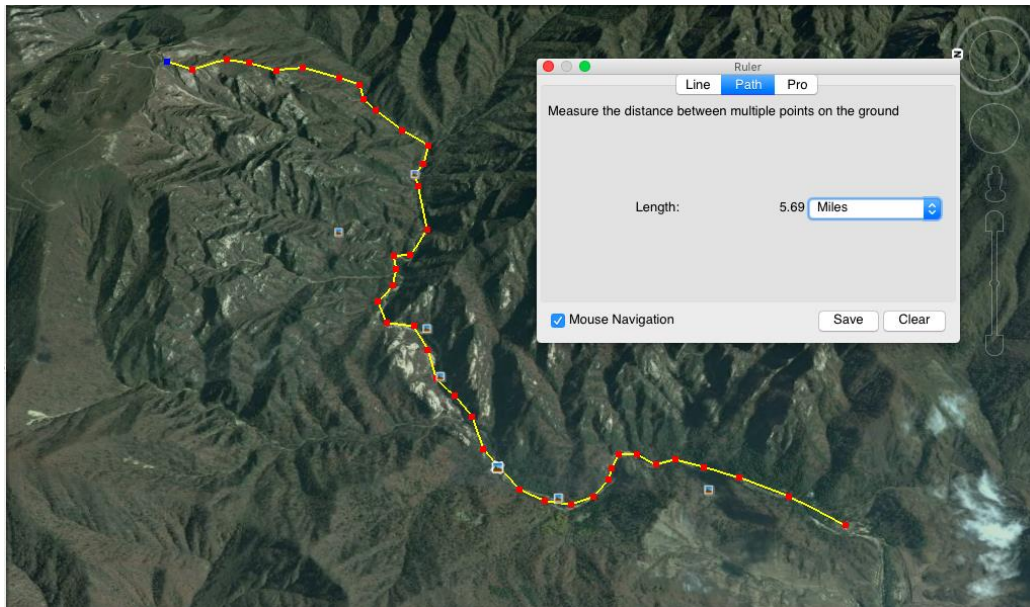 N
Ruler
Line Path Pro
Measure the distance between multiple points on the ground
Length: 5.69 Miles
Mouse Navigation Save Clear